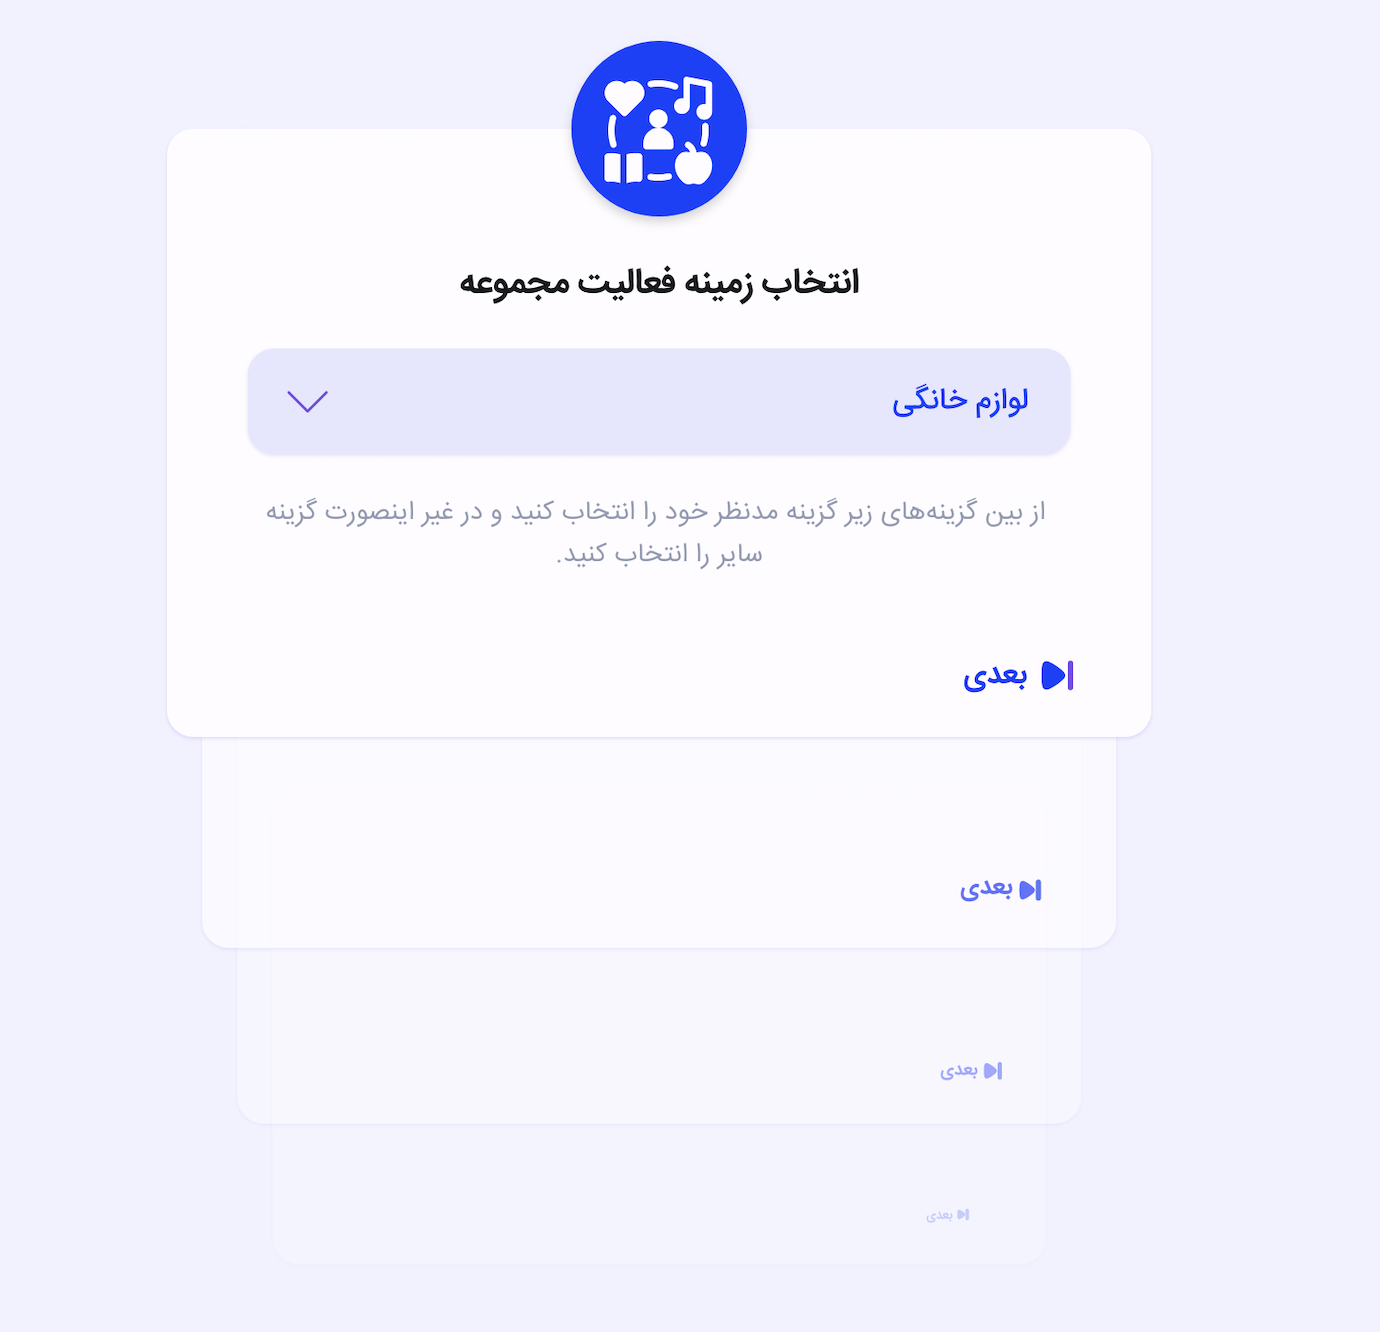 انتخاب زمینه فعالیت مجموعه
لوازم خانگی
از بین گزینه‌های زیر گزینه مدنظر خود را انتخاب کنید و در غیر اینصورت گزینه
سایر را انتخاب کنید.
بعدی
بعدی
بعدی
بعدی